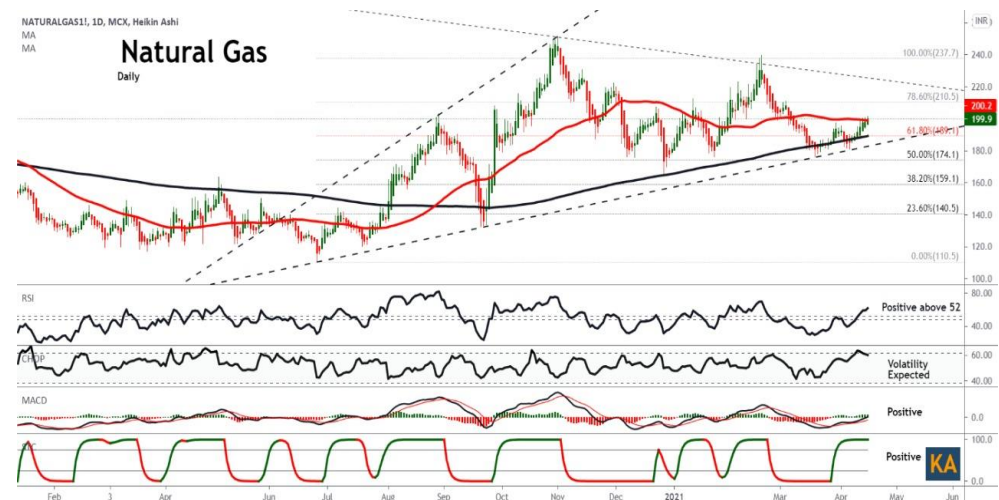 NATURALGAS1!, 1D, MCX, Heikin Ashi
MA
MA
Natural Gas
Daily
INR
240.0
220.0
200.2
199.9
180.0
160.0
140.0
120.0
100.0
100.00%(237.7)
78.60%(210.5)
61.80%(189.1)
50.00%(174.1)
38.20%(159.1)
23.60%(140.5)
0.00%(110.5)
RSI
Positive above 52
80.00
40.00
CHOP
Volatility
Expected
60.00
40.00
MACD
Positive
0.0
Positive
KA
100.0
0.0
Feb 3 Apr Jun Jul Aug Sep Oct Nov Dec 2021 Mar Apr May Jun